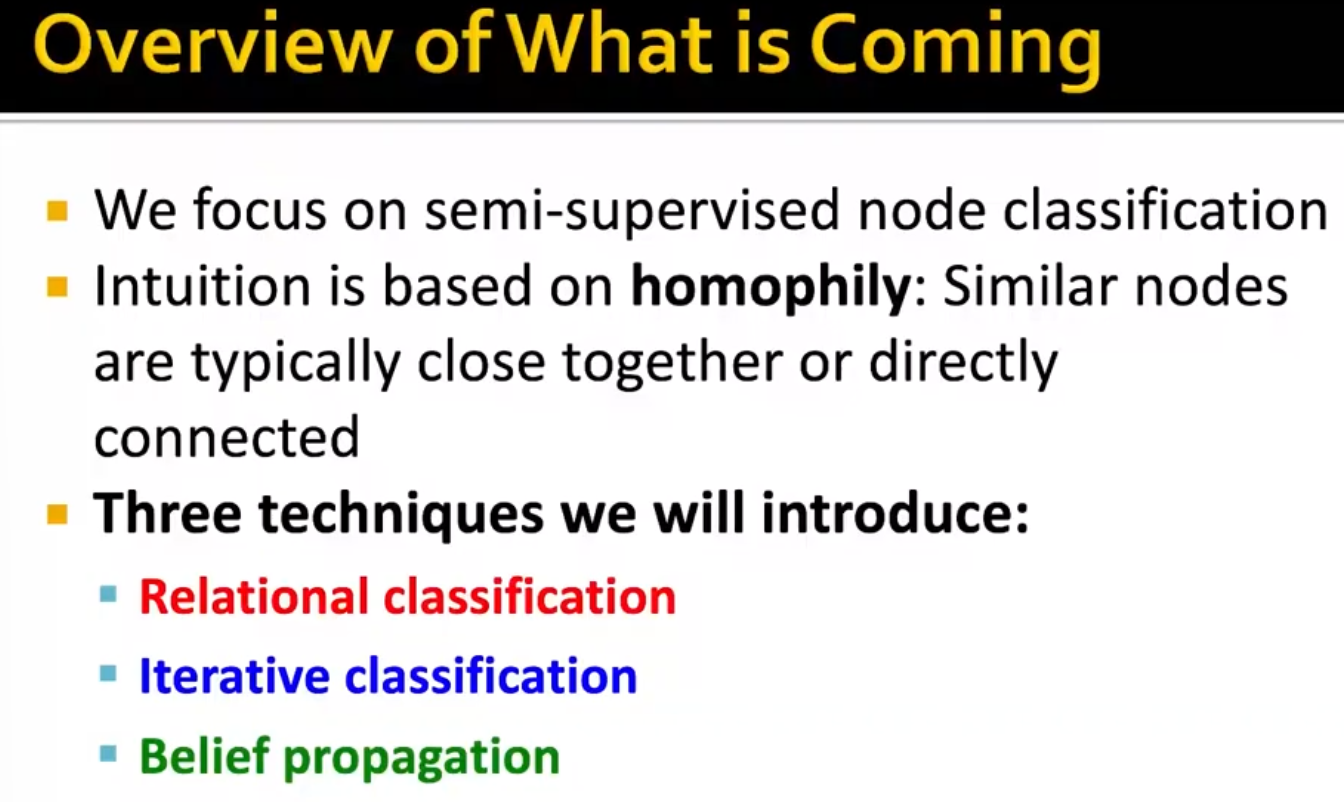 Overview of What is Coming
We focus on semi-supervised node classification
Intuition is based on homophily: Similar nodes
are typically close together or directly
connected
Three techniques we will introduce:
Relational classification
Iterative classification
Belief propagation